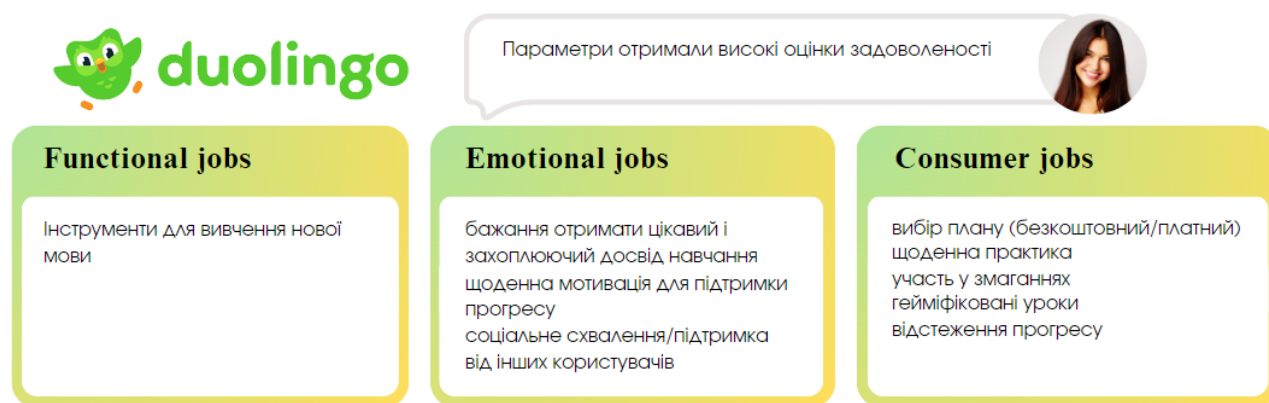 duolingo
Параметри отримали високі оцінки задоволеності
Functional jobs
Інструменти для вивчення нової
мови
Emotional jobs
бажання отримати цікавий і
захоплюючий досвід навчання
щоденна мотивація для підтримки
прогресу
соціальне схвалення/підтримка
від інших користувачів
Consumer jobs
вибір плану (безкоштовний/платний)
щоденна практика
участь у змаганнях
гейміфіковані уроки
відстеження прогресу